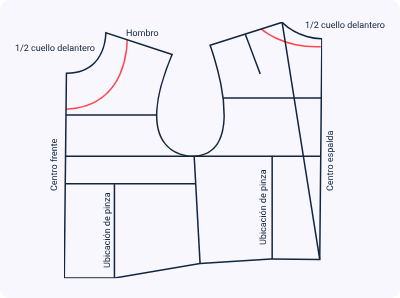 1/2 cuello delantero
Hombro
1/2 cuello delantero
Centro frente
Ubicación de pinza
Ubicación de pinza
Centro espalda